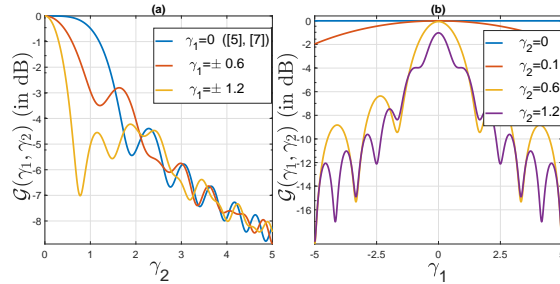 (a)
G(γ₁, γ₂) (in dB)
0
-1
-2
-3
-4
-5
-6
-7
-8
γ₁=0 ([5], [7])
γ₁=± 0.6
γ₁=± 1.2
0 1 2 3 4 5
γ₂
(b)
G(γ₁, γ₂) (in dB)
0
-2
-4
-6
-8
-10
-12
-14
-16
γ₂=0
γ₂=0.1
γ₂=0.6
γ₂=1.2
-5 -2.5 0 2.5 5
γ₁